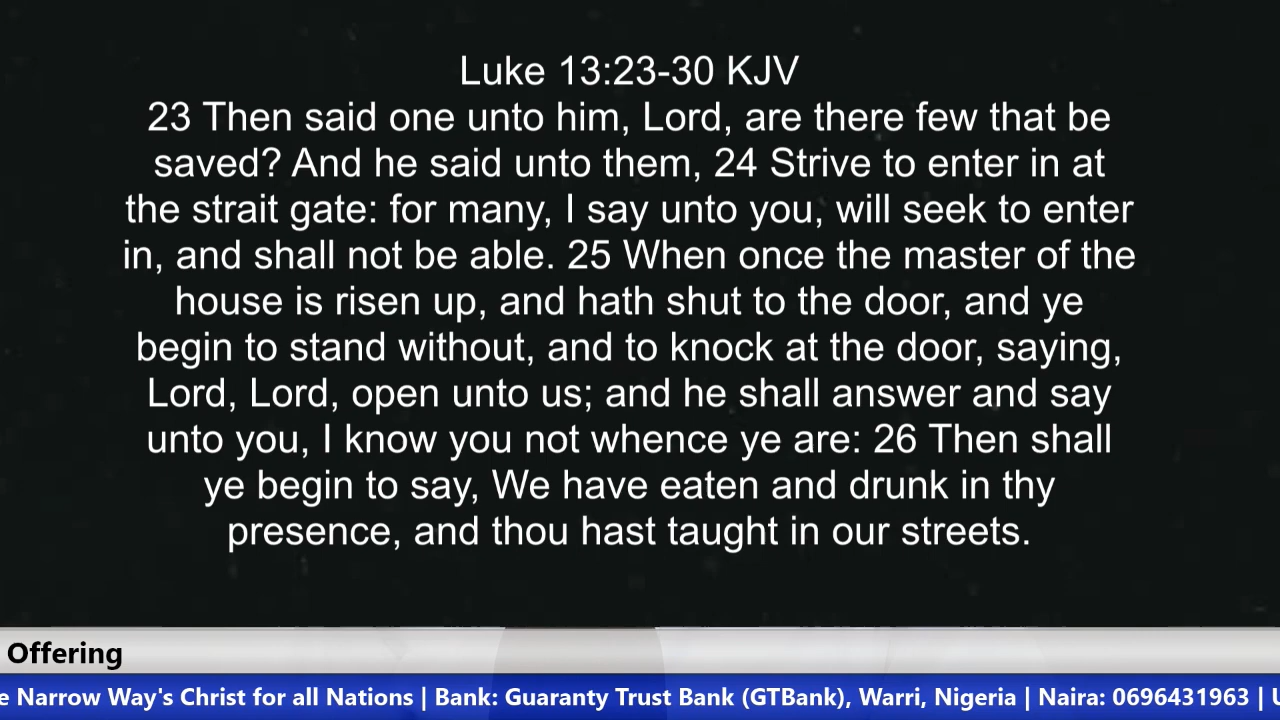 Luke 13:23-30 KJV
23 Then said one unto him, Lord, are there few that be
saved? And he said unto them, 24 Strive to enter in at
the strait gate: for many, I say unto you, will seek to enter
in, and shall not be able. 25 When once the master of the
house is risen up, and hath shut to the door, and ye
begin to stand without, and to knock at the door, saying,
Lord, Lord, open unto us; and he shall answer and say
unto you, I know you not whence ye are: 26 Then shall
ye begin to say, We have eaten and drunk in thy
presence, and thou hast taught in our streets.
Offering
Narrow Way's Christ for all Nations | Bank: Guaranty Trust Bank (GTBank), Warri, Nigeria | Naira: 0696431963 |